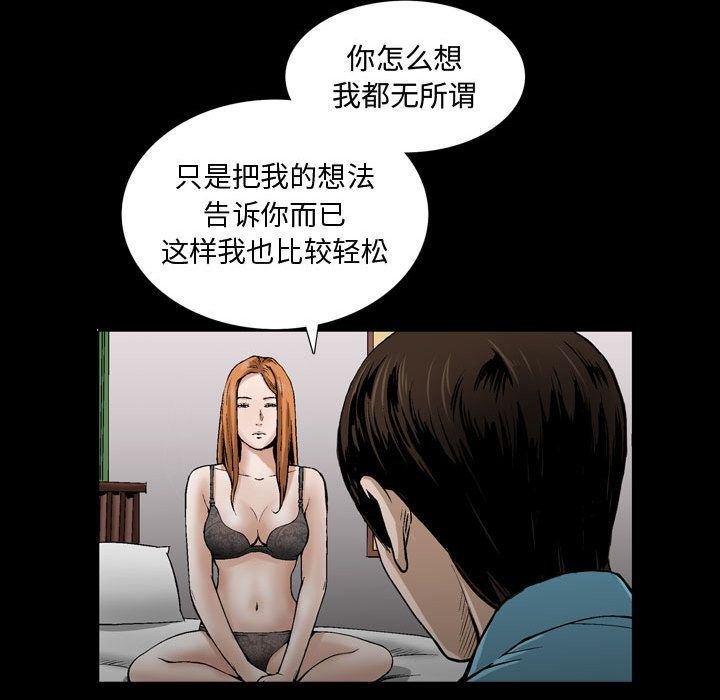 你怎么想
我都无所谓
只是把我的想法
告诉你而已
这样我也比较轻松